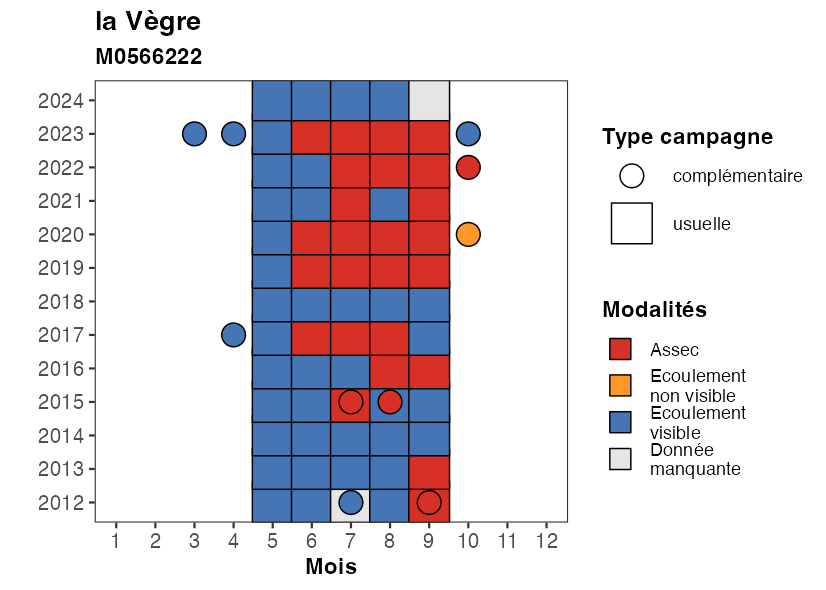 la Vègre
M0566222
2024
2023
2022
2021
2020
2019
2018
2017
2016
2015
2014
2013
2012
1 2 3 4 5 6 7 8 9 10 11 12
Mois
Type campagne
complémentaire
usuelle
Modalités
Assec
Ecoulement
non visible
Ecoulement
visible
Donnée
manquante